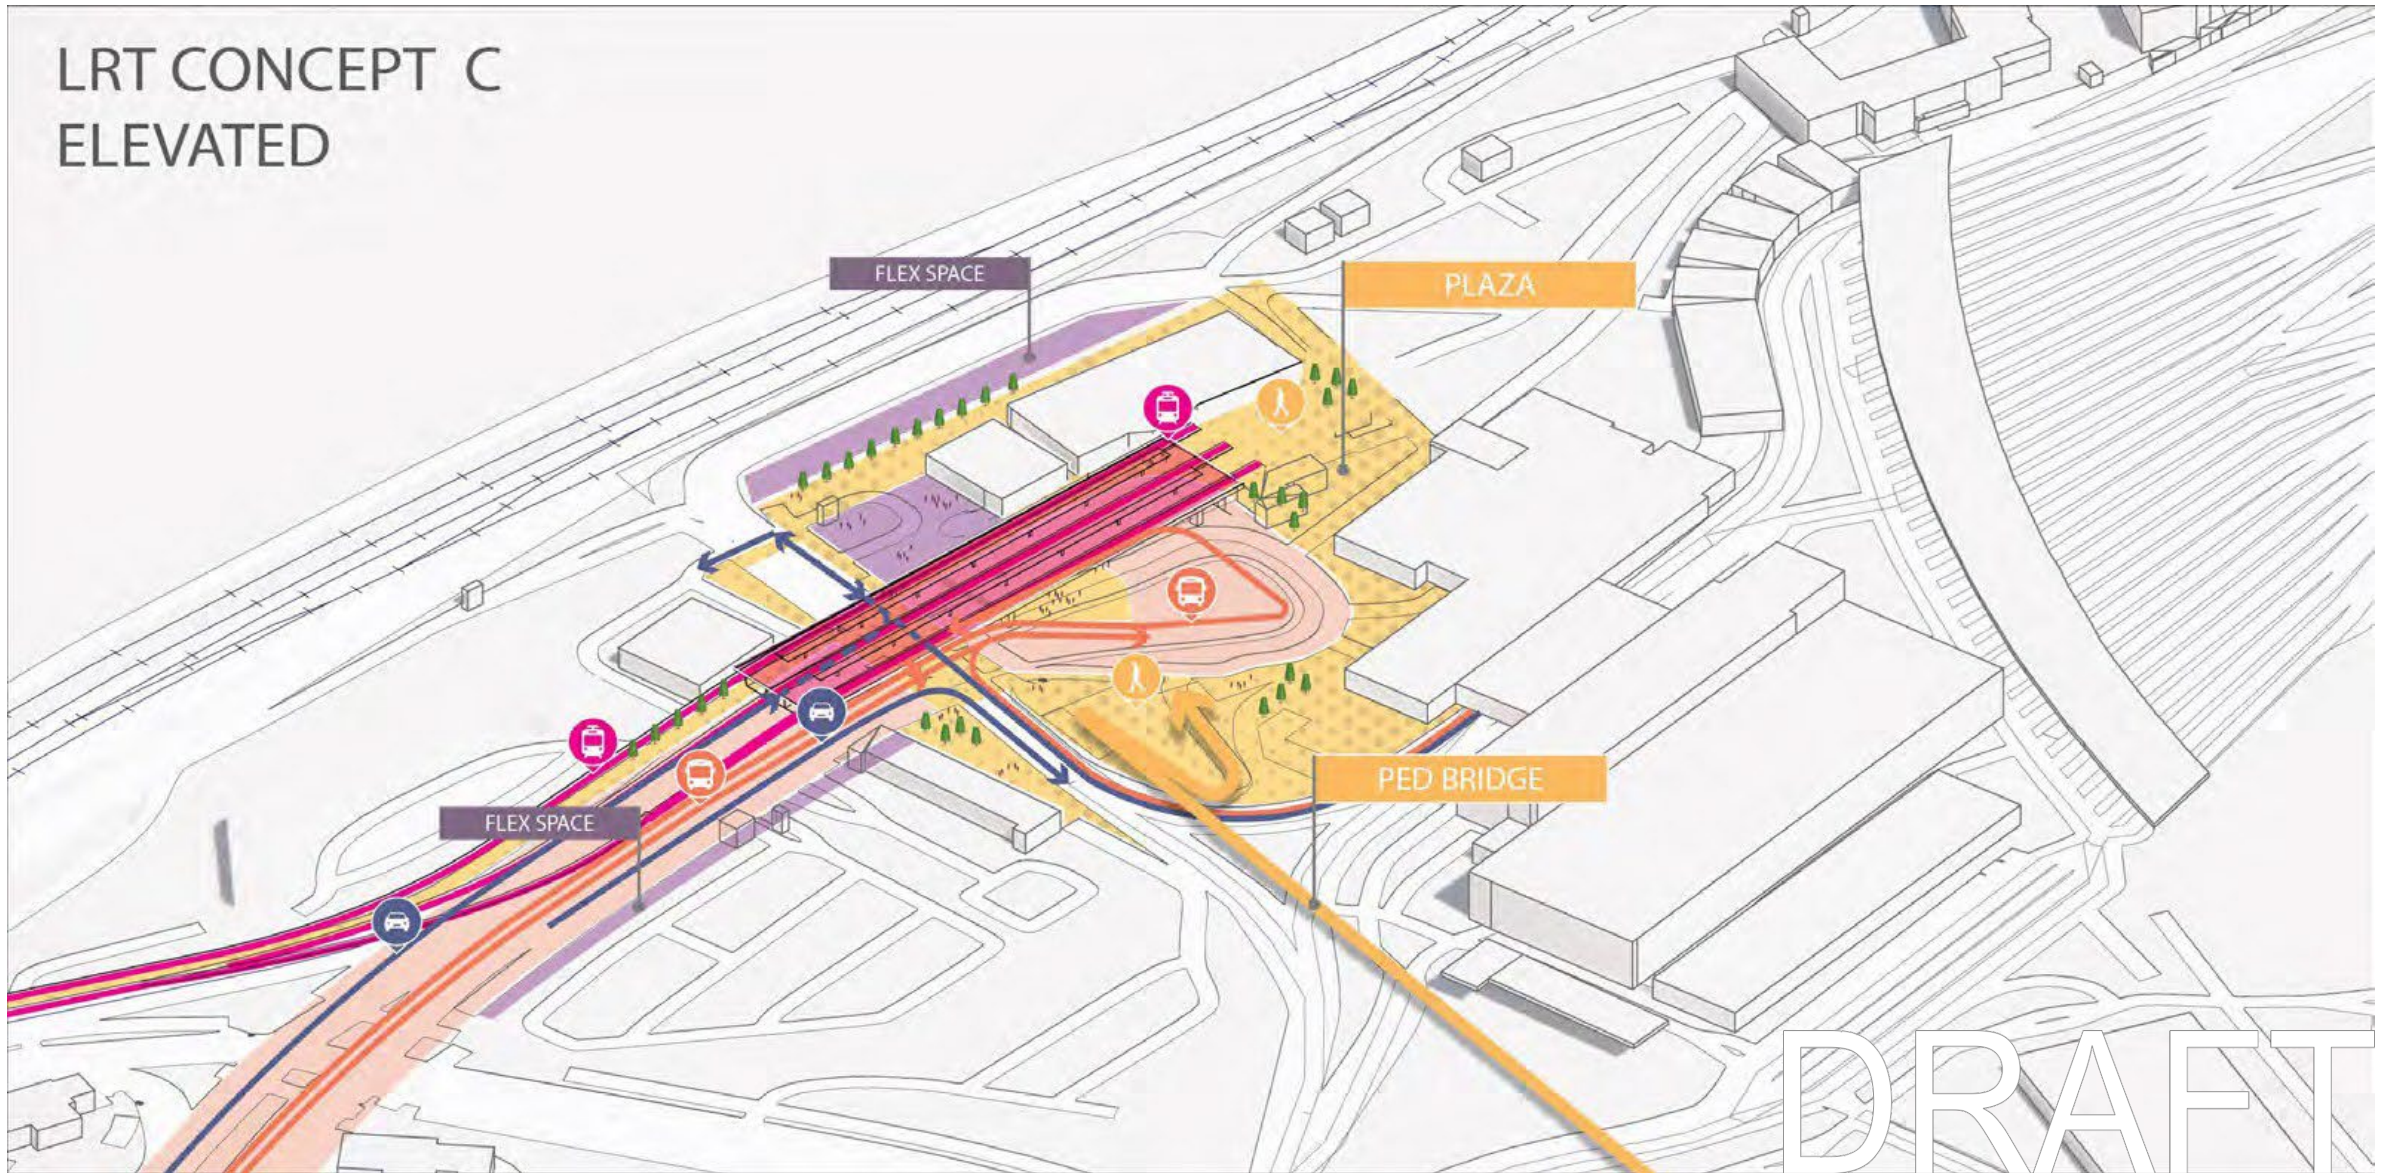 LRT CONCEPT C
ELEVATED
FLEX SPACE
PLAZA
PED BRIDGE
FLEX SPACE
DRAFT